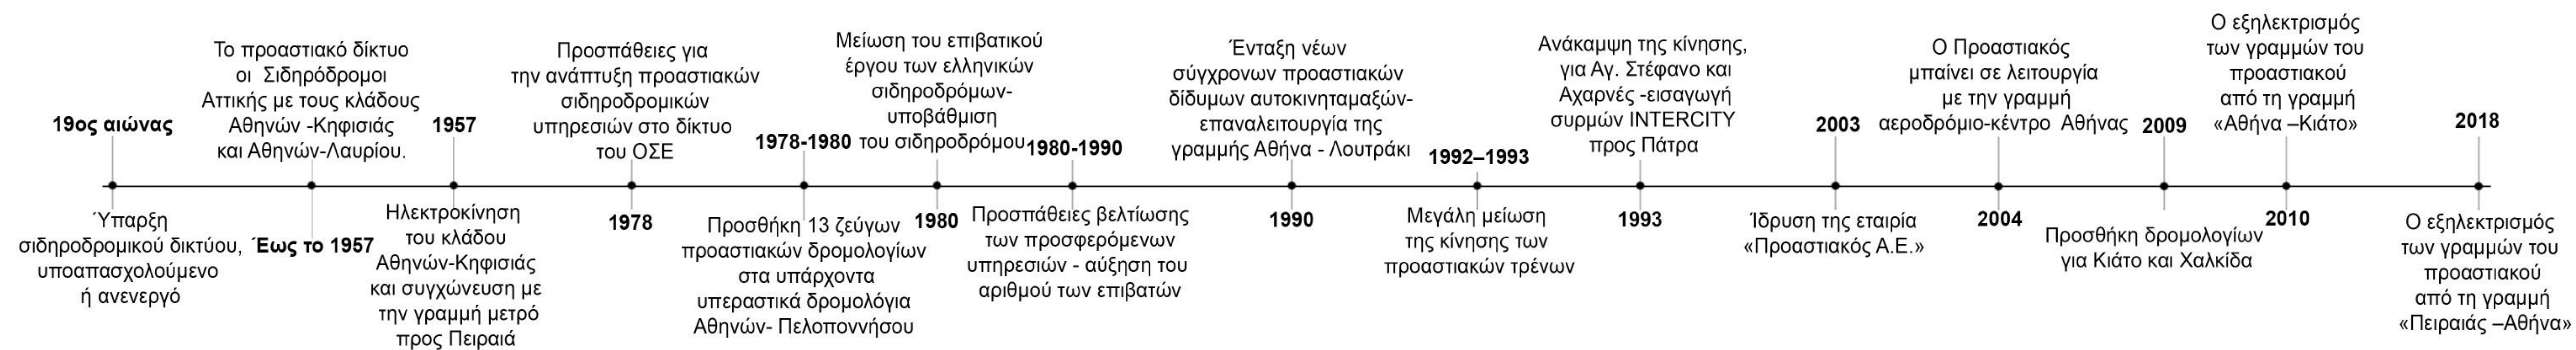 19ος αιώνας
Ύπαρξη
σιδηροδρομικού δικτύου,
υποαπασχολούμενο
ή ανενεργό
Το προαστιακό δίκτυο
οι Σιδηρόδρομοι
Αττικής με τους κλάδους
Αθηνών -Κηφισιάς
και Αθηνών-Λαυρίου.
Έως το 1957
1957
Ηλεκτροκίνηση
του κλάδου
Αθηνών-Κηφισιάς
και συγχώνευση με
την γραμμή μετρό
προς Πειραιά
Προσπάθειες για
την ανάπτυξη προαστιακών
σιδηροδρομικών
υπηρεσιών στο δίκτυο
του ΟΣΕ
1978
1978-1980
Προσθήκη 13 ζεύγων
προαστιακών δρομολογίων
στα υπάρχοντα
υπεραστικά δρομολόγια
Αθηνών- Πελοποννήσου
Μείωση του επιβατικού
έργου των ελληνικών
σιδηροδρόμων-
υποβάθμιση
του σιδηροδρόμου
1980
1980-1990
Προσπάθειες βελτίωσης
των προσφερόμενων
υπηρεσιών - αύξηση του
αριθμού των επιβατών
Ένταξη νέων
σύγχρονων προαστιακών
δίδυμων αυτοκινηταμαξών-
επαναλειτουργία της
γραμμής Αθήνα - Λουτράκι
1990
1992–1993
Μεγάλη μείωση
της κίνησης των
προαστιακών τρένων
Ανάκαμψη της κίνησης,
για Αγ. Στέφανο και
Αχαρνές -εισαγωγή
συρμών INTERCITY
προς Πάτρα
1993
2003
Ίδρυση της εταιρία
«Προαστιακός Α.Ε.»
Ο Προαστιακός
μπαίνει σε λειτουργία
με την γραμμή
αεροδρόμιο-κέντρο Αθήνας
2004
2009
Προσθήκη δρομολογίων
για Κιάτο και Χαλκίδα
Ο εξηλεκτρισμός
των γραμμών του
προαστιακού
από τη γραμμή
«Αθήνα –Κιάτο»
2010
2018
Ο εξηλεκτρισμός
των γραμμών του
προαστιακού
από τη γραμμή
«Πειραιάς –Αθήνα»